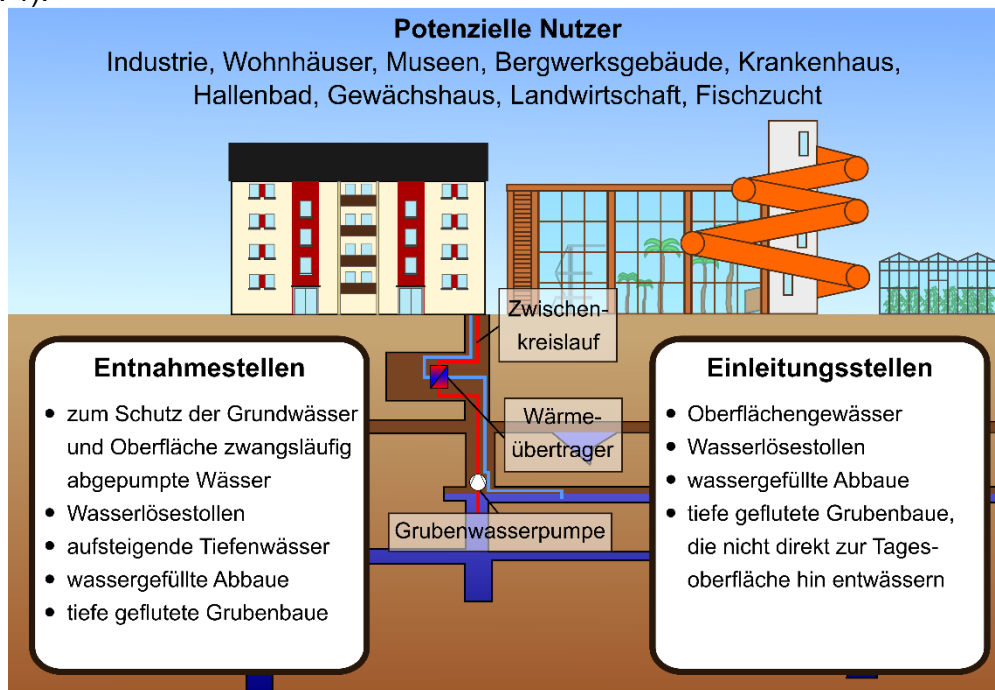 Potenzielle Nutzer
Industrie, Wohnhäuser, Museen, Bergwerksgebäude, Krankenhaus,
Hallenbad, Gewächshaus, Landwirtschaft, Fischzucht
Zwischen-
kreislauf
Wärme-
übertrager
Grubenwasserpumpe
Entnahmestellen
• zum Schutz der Grundwässer
und Oberfläche zwangsläufig
abgepumpte Wässer
• Wasserlösestollen
• aufsteigende Tiefenwässer
• wassergefüllte Abbaue
• tiefe geflutete Grubenbaue
Einleitungsstellen
• Oberflächengewässer
• Wasserlösestollen
• wassergefüllte Abbaue
• tiefe geflutete Grubenbaue,
die nicht direkt zur Tages-
oberfläche hin entwässern